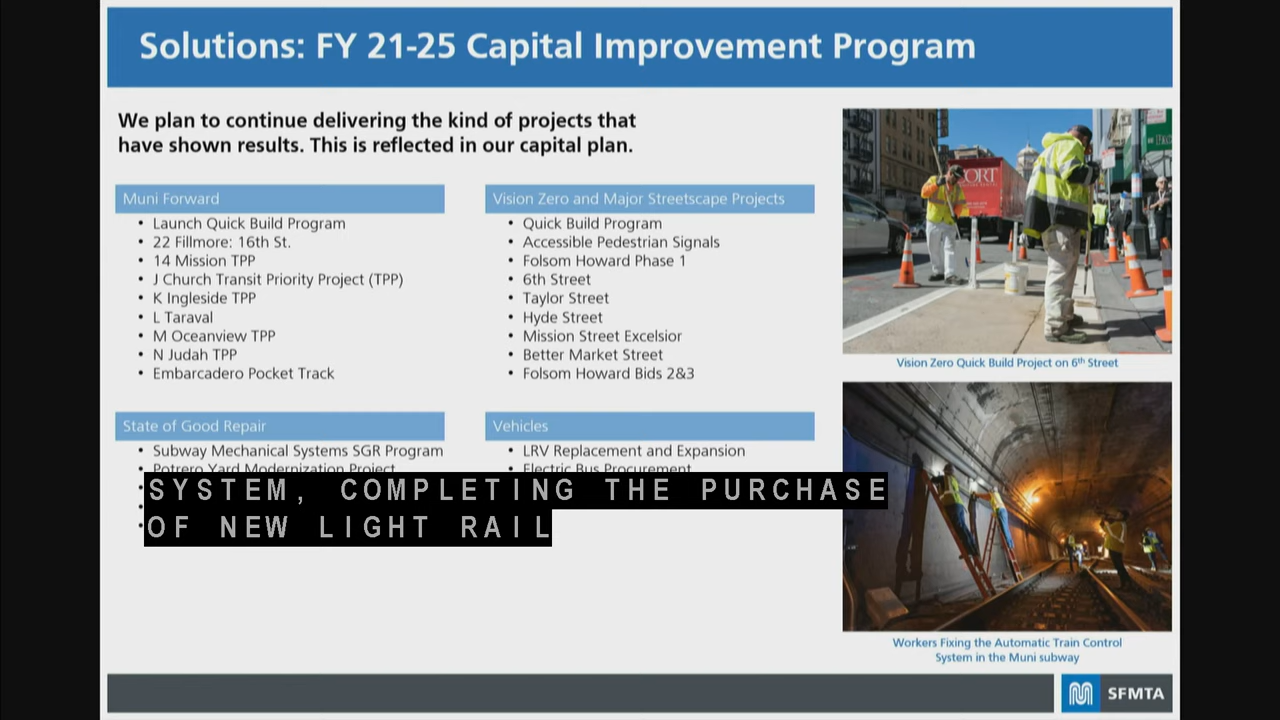 Solutions: FY 21-25 Capital Improvement Program
We plan to continue delivering the kind of projects that
have shown results. This is reflected in our capital plan.
Muni Forward
• Launch Quick Build Program
• 22 Fillmore: 16th St.
• 14 Mission TPP
• J Church Transit Priority Project (TPP)
• K Ingleside TPP
• L Taraval
• M Oceanview TPP
• N Judah TPP
• Embarcadero Pocket Track
Vision Zero and Major Streetscape Projects
• Quick Build Program
• Accessible Pedestrian Signals
• Folsom Howard Phase 1
• 6th Street
• Taylor Street
• Hyde Street
• Mission Street Excelsior
• Better Market Street
• Folsom Howard Bids 2&3
State of Good Repair
• Subway Mechanical Systems SGR Program
• Potrero Yard Modernization Project
Vehicles
• LRV Replacement and Expansion
• Electric Bus Procurement
SYSTEM, COMPLETING THE PURCHASE
OF NEW LIGHT RAIL
ORT
Vision Zero Quick Build Project on 6th Street
Workers Fixing the Automatic Train Control
System in the Muni subway
SFMTA